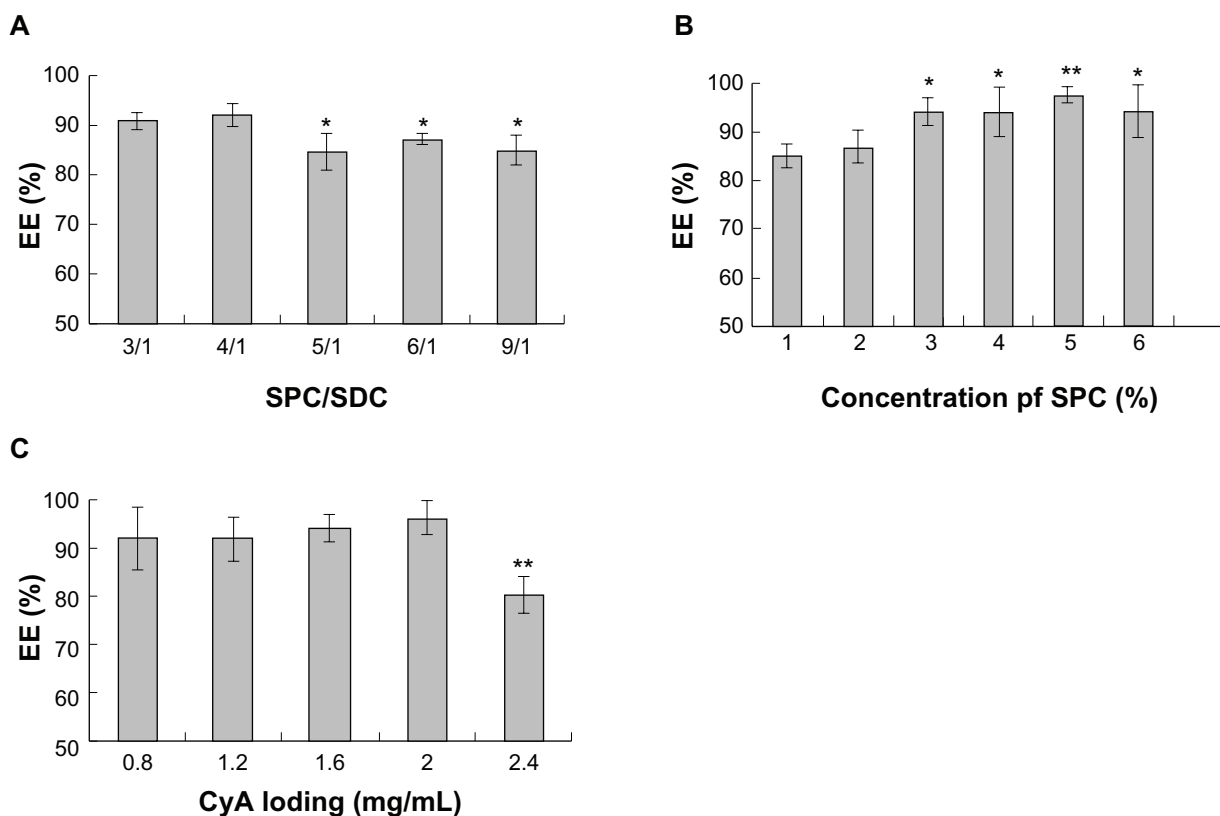 A
EE (%)
100
90
80
70
60
50
* * *
3/1 4/1 5/1 6/1 9/1
SPC/SDC
B
EE (%)
100
90
80
70
60
50
* * ** *
1 2 3 4 5 6
Concentration pf SPC (%)
C
EE (%)
100
90
80
70
60
50
**
0.8 1.2 1.6 2 2.4
CyA loding (mg/mL)